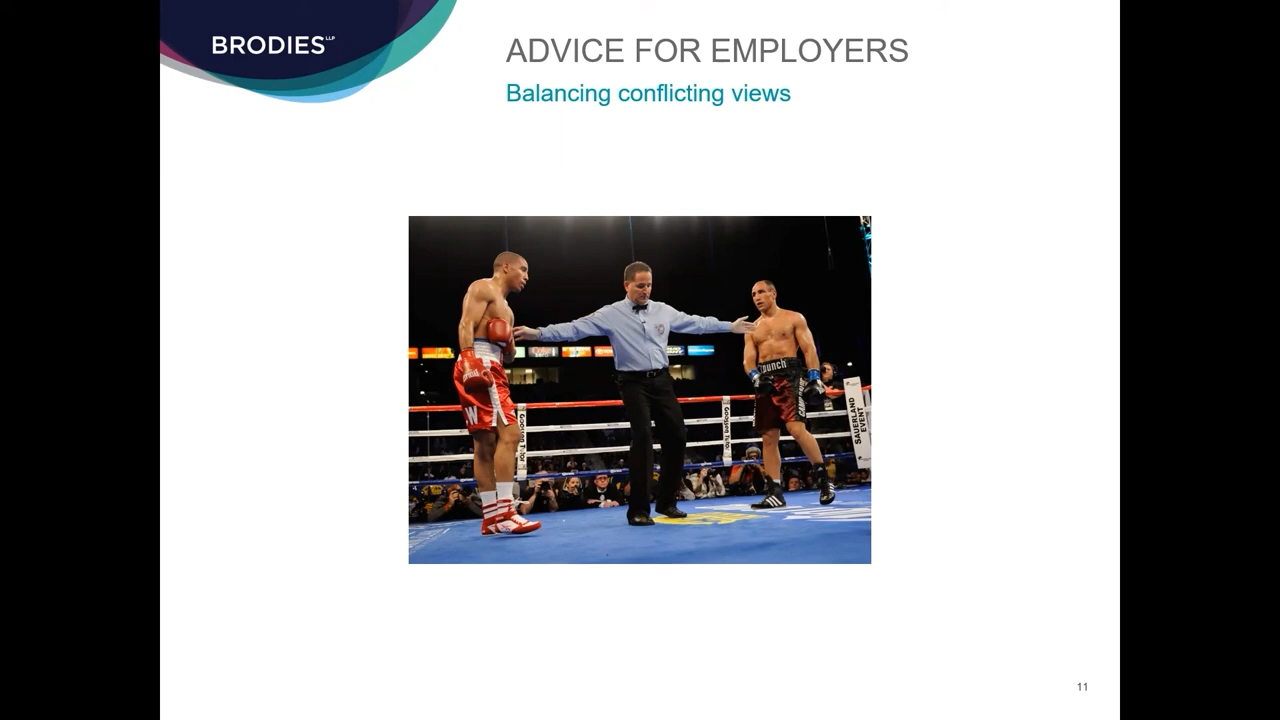 BRODIES LLP
ADVICE FOR EMPLOYERS
Balancing conflicting views
SAUERLAND
EVENT
11